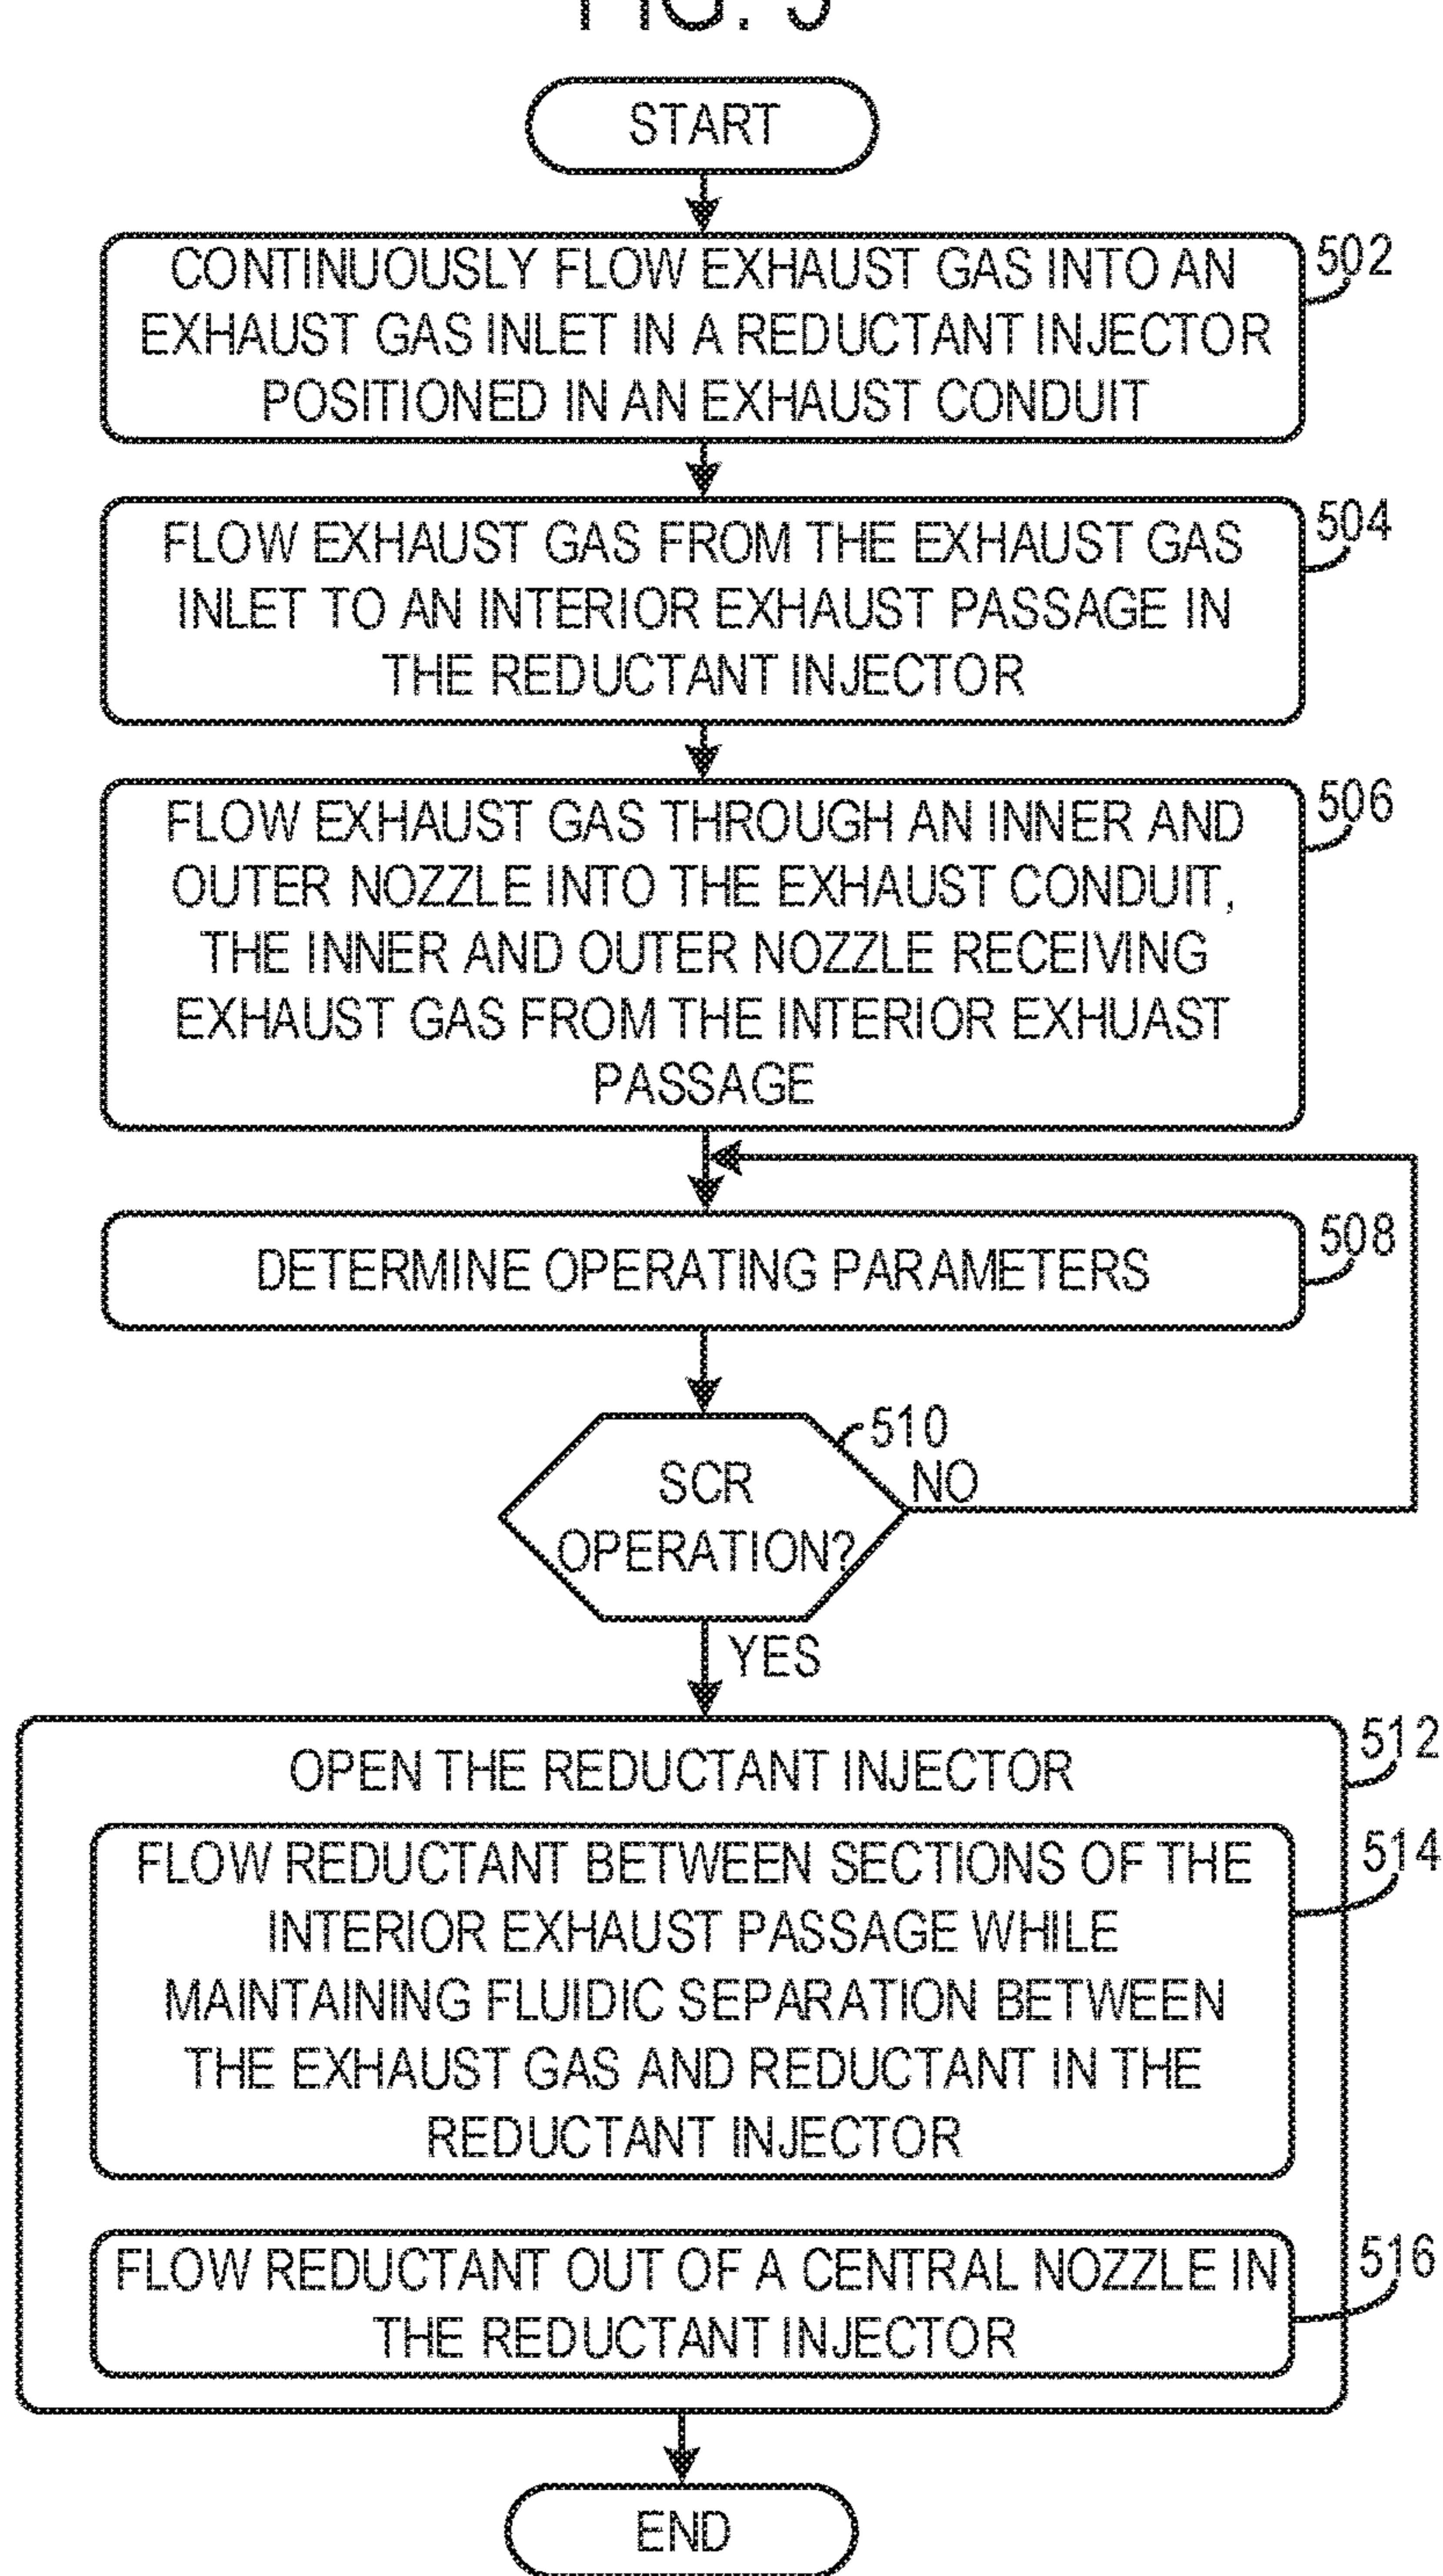 FIG. 5
START
CONTINUOUSLY FLOW EXHAUST GAS INTO AN
EXHAUST GAS INLET IN A REDUCTANT INJECTOR
POSITIONED IN AN EXHAUST CONDUIT
502
FLOW EXHAUST GAS FROM THE EXHAUST GAS
INLET TO AN INTERIOR EXHAUST PASSAGE IN
THE REDUCTANT INJECTOR
504
FLOW EXHAUST GAS THROUGH AN INNER AND
OUTER NOZZLE INTO THE EXHAUST CONDUIT,
THE INNER AND OUTER NOZZLE RECEIVING
EXHAUST GAS FROM THE INTERIOR EXHUAST
PASSAGE
506
DETERMINE OPERATING PARAMETERS
508
510
SCR
OPERATION?
NO
YES
OPEN THE REDUCTANT INJECTOR
512
FLOW REDUCTANT BETWEEN SECTIONS OF THE
INTERIOR EXHAUST PASSAGE WHILE
MAINTAINING FLUIDIC SEPARATION BETWEEN
THE EXHAUST GAS AND REDUCTANT IN THE
REDUCTANT INJECTOR
514
FLOW REDUCTANT OUT OF A CENTRAL NOZZLE IN
THE REDUCTANT INJECTOR
516
END